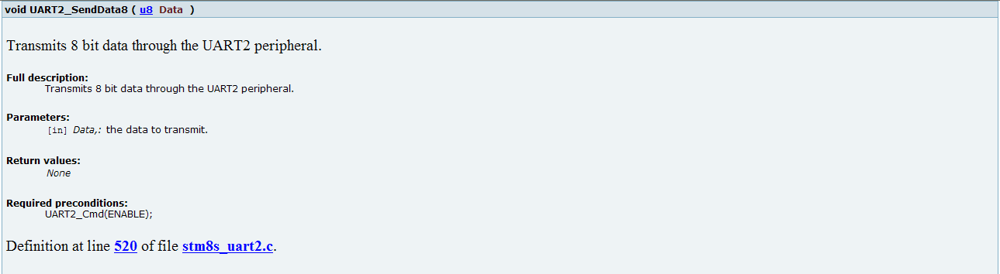 void UART2_SendData8 ( u8 Data )
Transmits 8 bit data through the UART2 peripheral.
Full description:
Transmits 8 bit data through the UART2 peripheral.
Parameters:
[in] Data,: the data to transmit.
Return values:
None
Required preconditions:
UART2_Cmd(ENABLE);
Definition at line 520 of file stm8s_uart2.c.